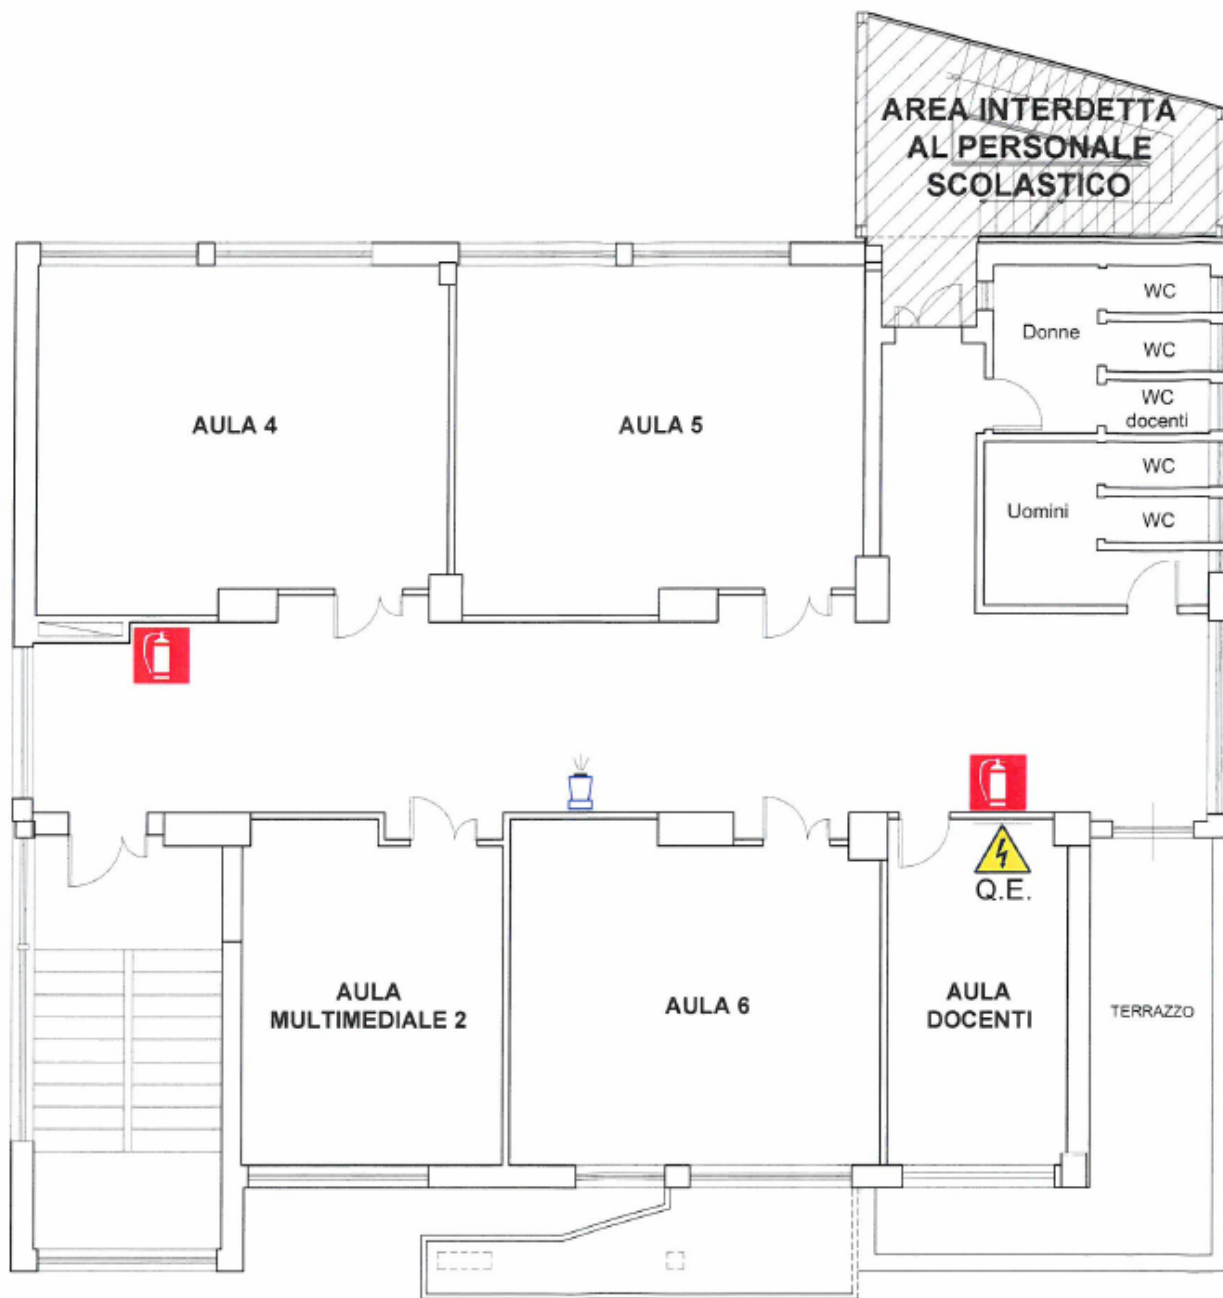 AREA INTERDETTA
AL PERSONALE
SCOLASTICO
WC
Donne
WC
WC
docenti
AULA 4
AULA 5
WC
Uomini
WC
Q.E.
AULA
MULTIMEDIALE 2
AULA 6
AULA
DOCENTI
TERRAZZO